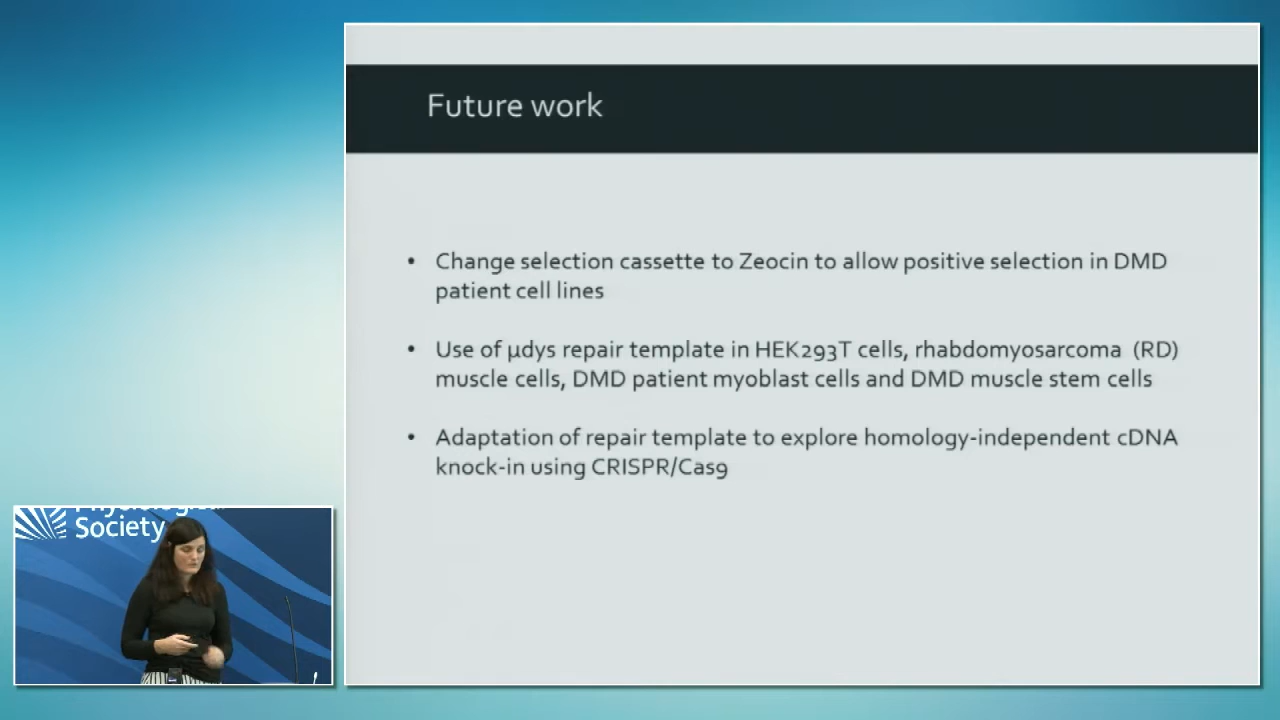 Future work
• Change selection cassette to Zeocin to allow positive selection in DMD
patient cell lines
• Use of μdys repair template in HEK293T cells, rhabdomyosarcoma (RD)
muscle cells, DMD patient myoblast cells and DMD muscle stem cells
• Adaptation of repair template to explore homology-independent cDNA
knock-in using CRISPR/Cas9
Physiological
Society